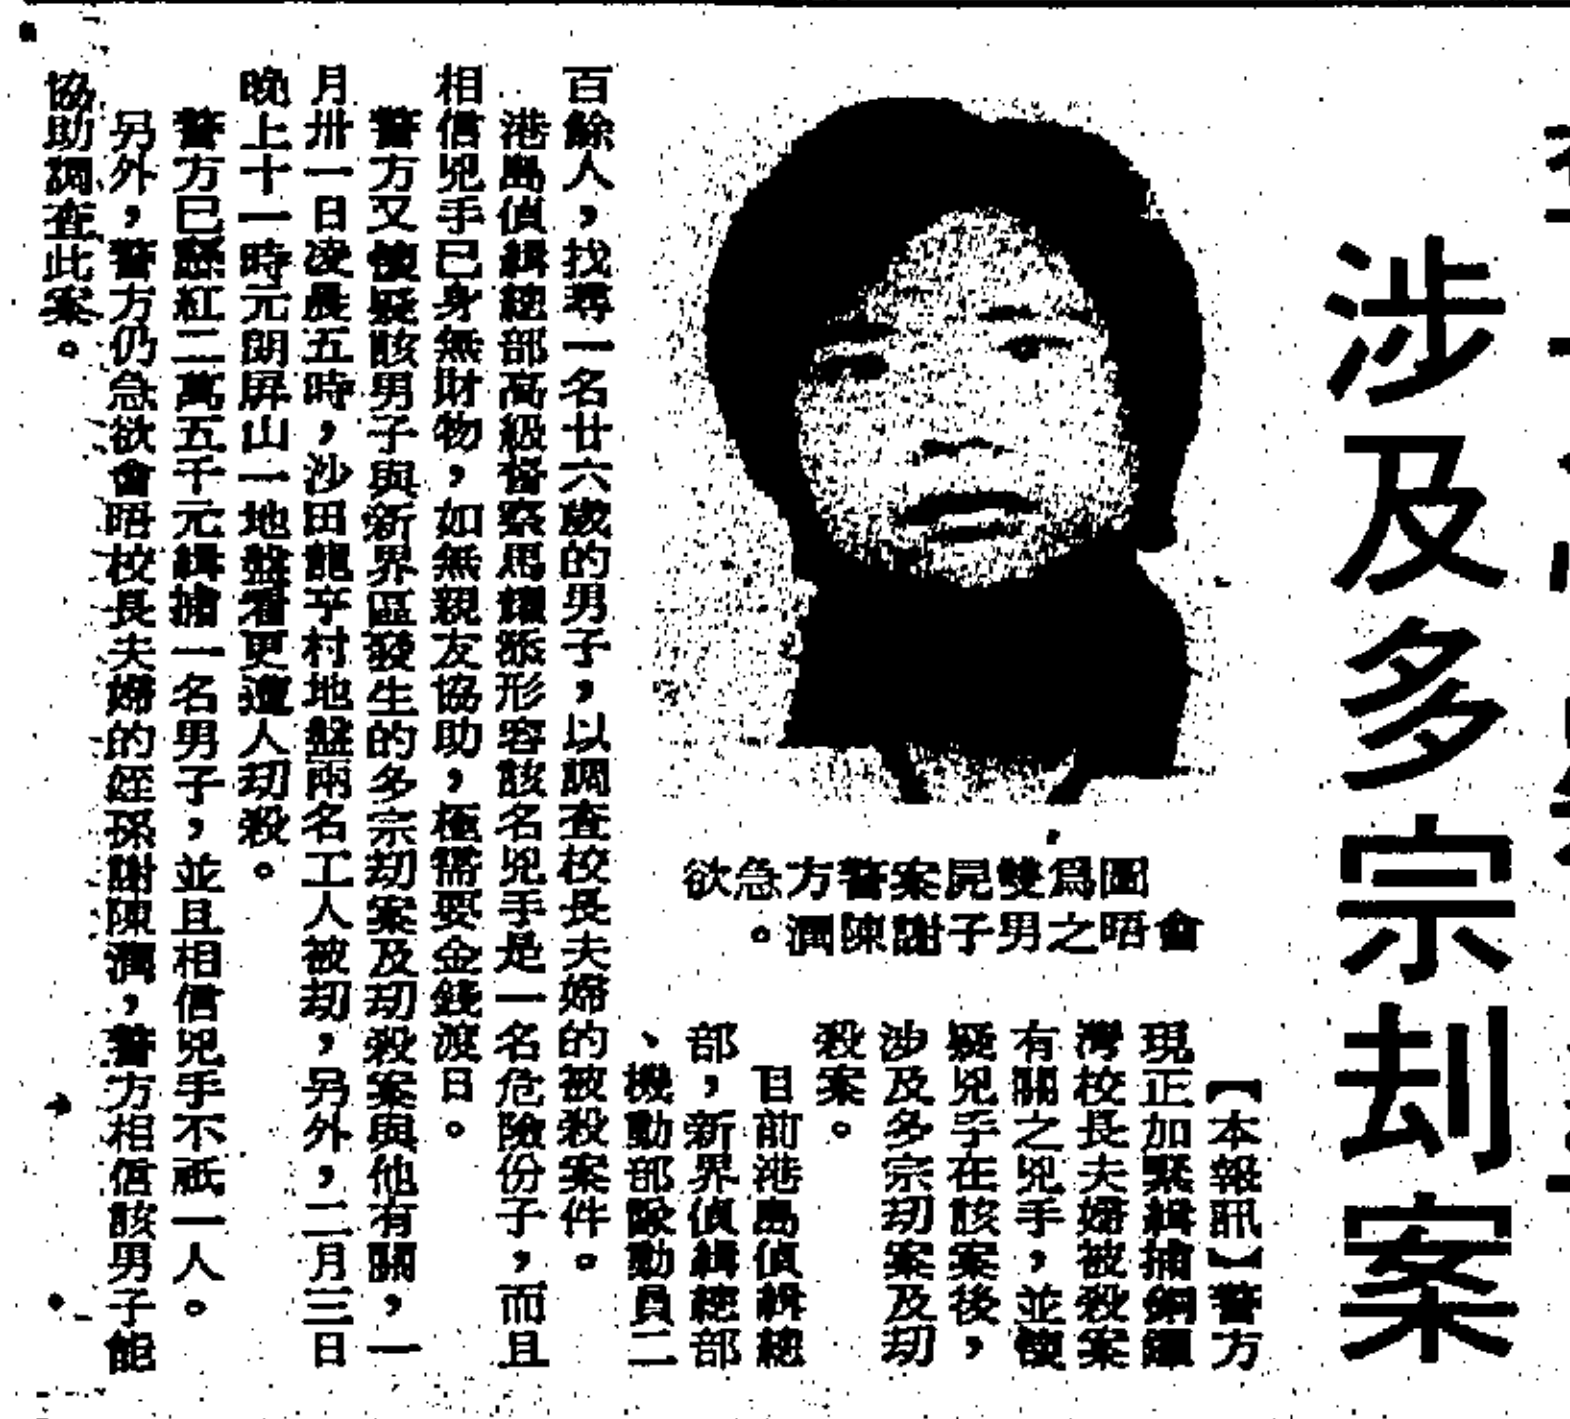 涉及多宗刦案
圖為雙屍案警方急欲
會晤之男子謝陳潤。
【本報訊】警方
現正加緊緝捕銅鑼
灣校長夫婦被殺案
有關之兇手，並懷
疑兇手在該案後，
涉及多宗刧案及刧
殺案。
目前港島偵緝總
部，新界偵緝總部
、機動部隊動員二
百餘人，找尋一名廿六歲的男子，以調查校長夫婦的被殺案件。
港島偵緝總部高級督察馬耀添形容該名兇手是一名危險份子，而且
相信兇手已身無財物，如無親友協助，極需要金錢渡日。
警方又懷疑該男子與新界區發生的多宗刧案及刧殺案與他有關，一
月卅一日凌晨五時，沙田龍亭村地盤兩名工人被刧，另外，二月三日
晚上十一時元朗屏山一地盤看更遭人刧殺。
警方已懸紅二萬五千元緝捕一名男子，並且相信兇手不祇一人。
另外，警方仍急欲會晤校長夫婦的姪孫謝陳潤，警方相信該男子能
協助調查此案。